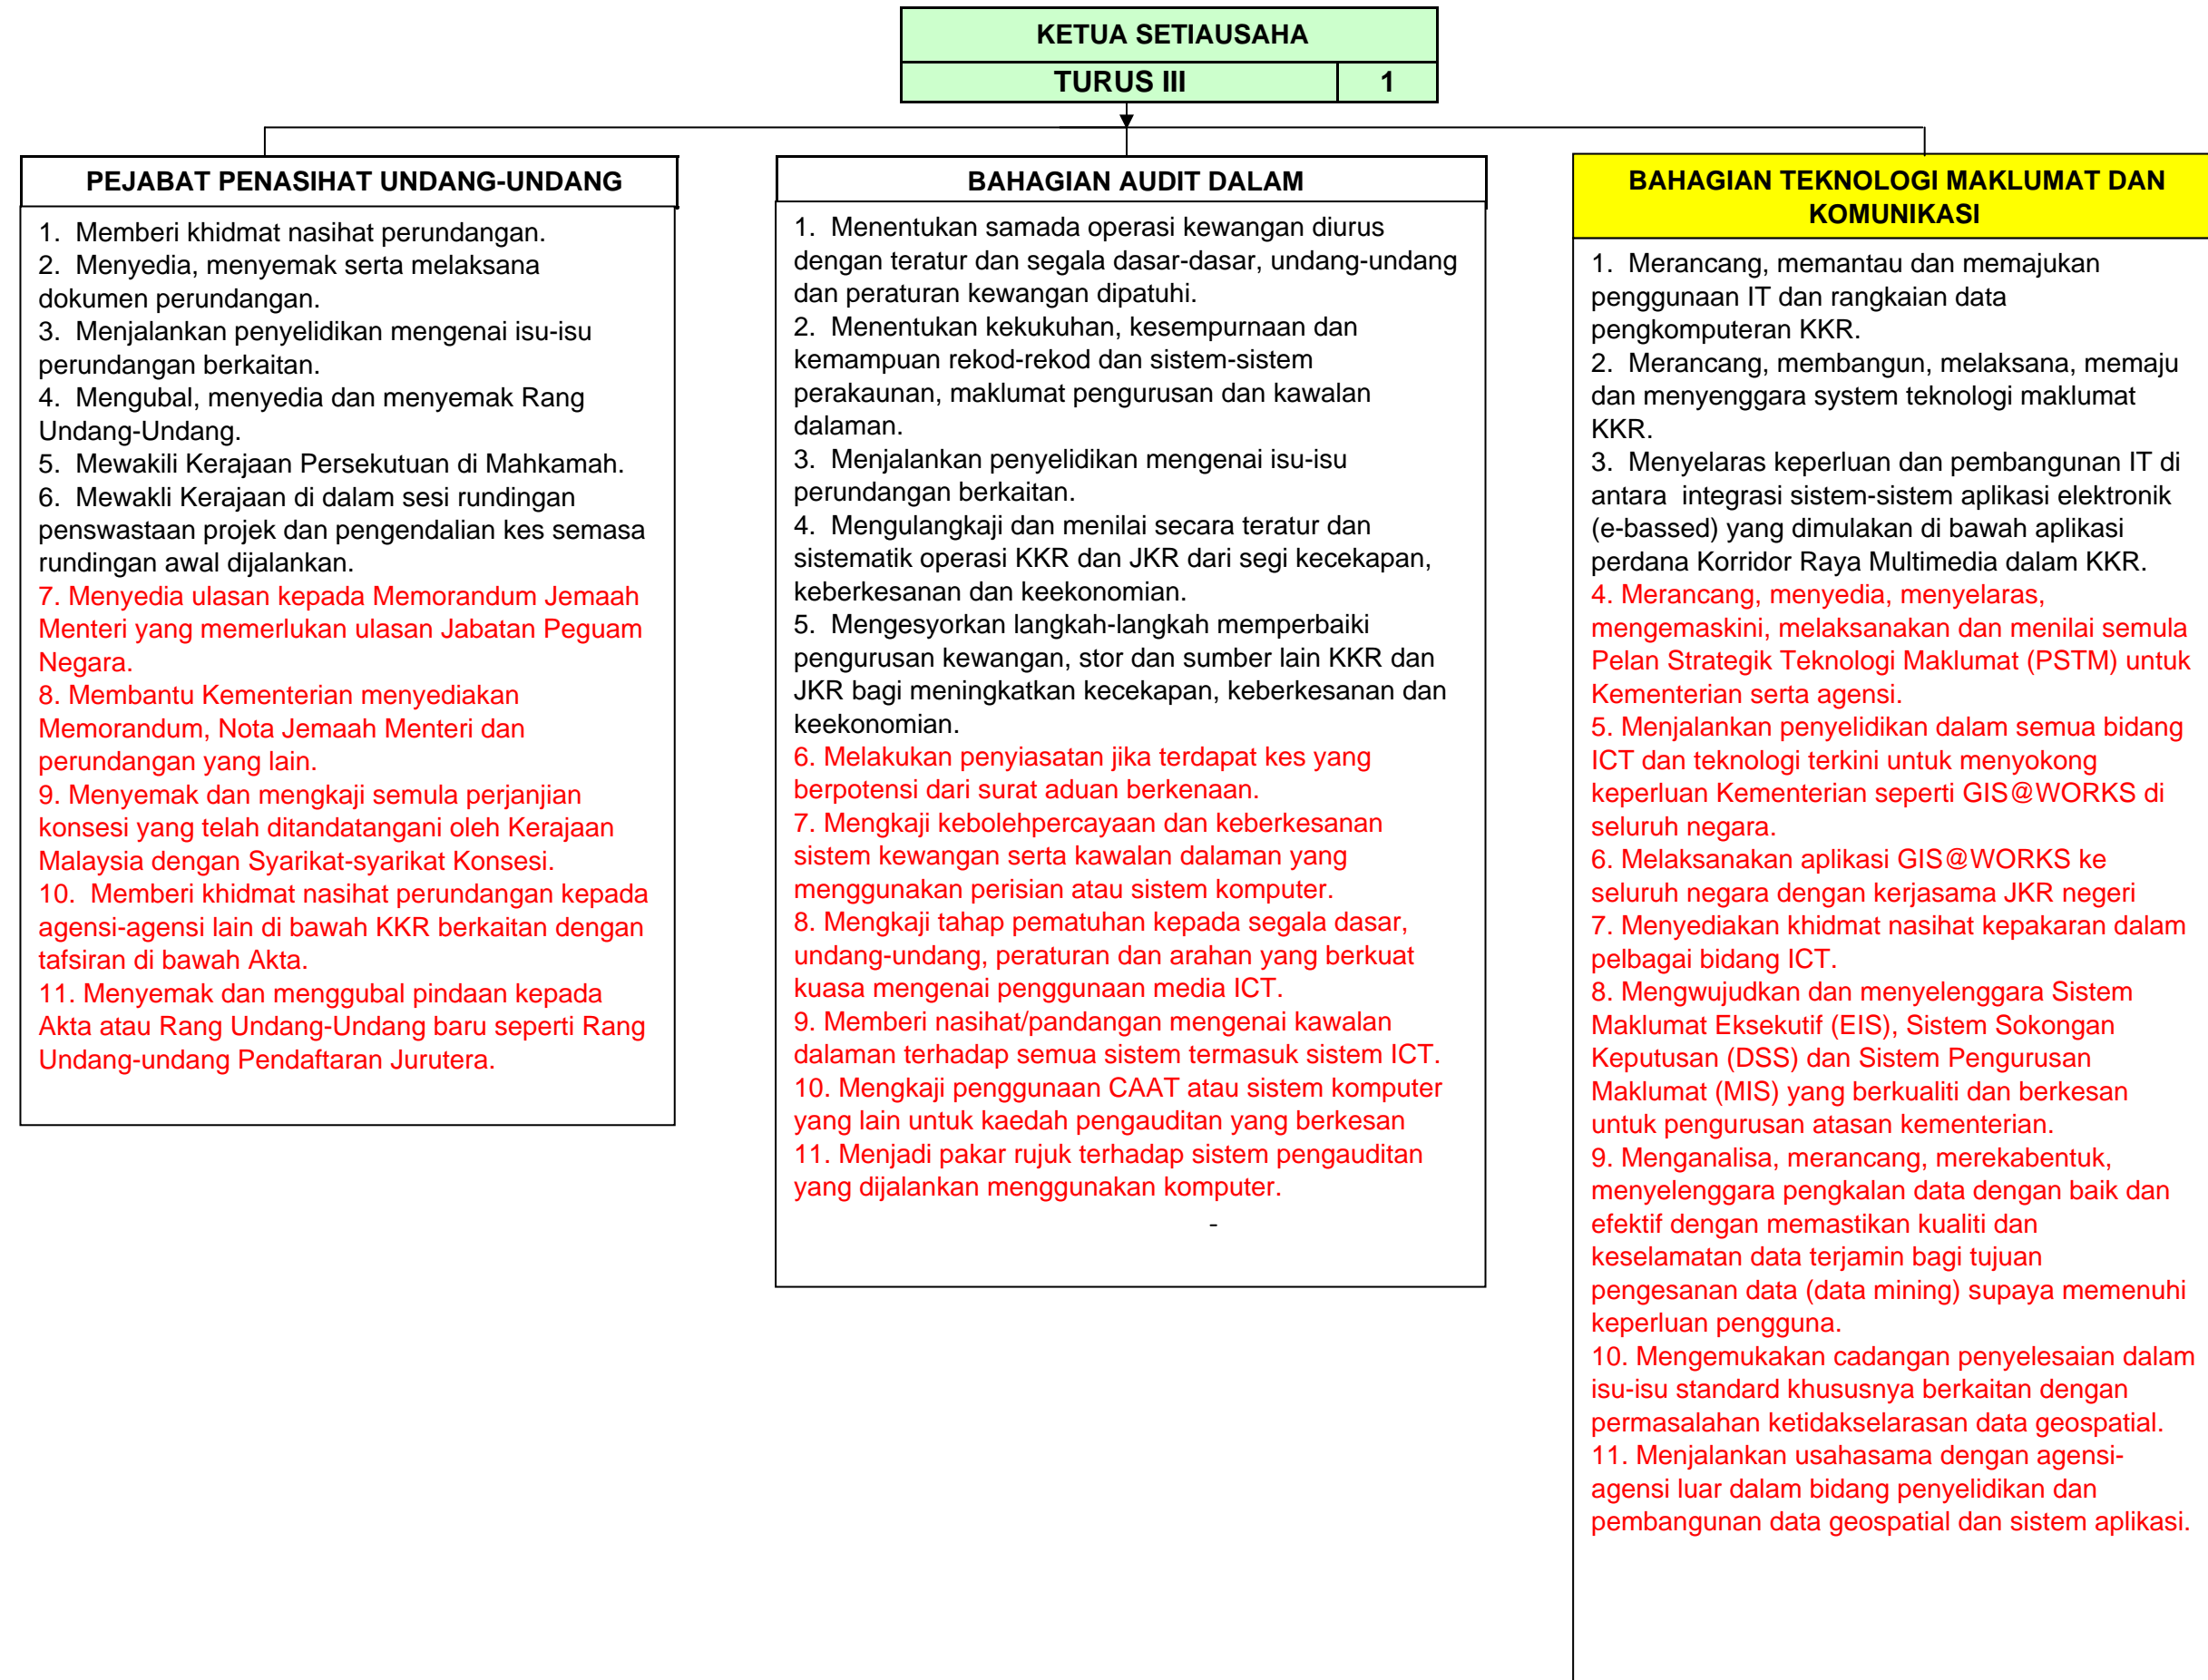 KETUA SETIAUSAHA
TURUS III 1
PEJABAT PENASIHAT UNDANG-UNDANG
1. Memberi khidmat nasihat perundangan.
2. Menyedia, menyemak serta melaksana
dokumen perundangan.
3. Menjalankan penyelidikan mengenai isu-isu
perundangan berkaitan.
4. Mengubal, menyedia dan menyemak Rang
Undang-Undang.
5. Mewakili Kerajaan Persekutuan di Mahkamah.
6. Mewakli Kerajaan di dalam sesi rundingan
penswastaan projek dan pengendalian kes semasa
rundingan awal dijalankan.
7. Menyedia ulasan kepada Memorandum Jemaah
Menteri yang memerlukan ulasan Jabatan Peguam
Negara.
8. Membantu Kementerian menyediakan
Memorandum, Nota Jemaah Menteri dan
perundangan yang lain.
9. Menyemak dan mengkaji semula perjanjian
konsesi yang telah ditandatangani oleh Kerajaan
Malaysia dengan Syarikat-syarikat Konsesi.
10. Memberi khidmat nasihat perundangan kepada
agensi-agensi lain di bawah KKR berkaitan dengan
tafsiran di bawah Akta.
11. Menyemak dan menggubal pindaan kepada
Akta atau Rang Undang-Undang baru seperti Rang
Undang-undang Pendaftaran Jurutera.
BAHAGIAN AUDIT DALAM
1. Menentukan samada operasi kewangan diurus
dengan teratur dan segala dasar-dasar, undang-undang
dan peraturan kewangan dipatuhi.
2. Menentukan kekukuhan, kesempurnaan dan
kemampuan rekod-rekod dan sistem-sistem
perakaunan, maklumat pengurusan dan kawalan
dalaman.
3. Menjalankan penyelidikan mengenai isu-isu
perundangan berkaitan.
4. Mengulangkaji dan menilai secara teratur dan
sistematik operasi KKR dan JKR dari segi kecekapan,
keberkesanan dan keekonomian.
5. Mengesyorkan langkah-langkah memperbaiki
pengurusan kewangan, stor dan sumber lain KKR dan
JKR bagi meningkatkan kecekapan, keberkesanan dan
keekonomian.
6. Melakukan penyiasatan jika terdapat kes yang
berpotensi dari surat aduan berkenaan.
7. Mengkaji kebolehpercayaan dan keberkesanan
sistem kewangan serta kawalan dalaman yang
menggunakan perisian atau sistem komputer.
8. Mengkaji tahap pematuhan kepada segala dasar,
undang-undang, peraturan dan arahan yang berkuat
kuasa mengenai penggunaan media ICT.
9. Memberi nasihat/pandangan mengenai kawalan
dalaman terhadap semua sistem termasuk sistem ICT.
10. Mengkaji penggunaan CAAT atau sistem komputer
yang lain untuk kaedah pengauditan yang berkesan
11. Menjadi pakar rujuk terhadap sistem pengauditan
yang dijalankan menggunakan komputer.
-
BAHAGIAN TEKNOLOGI MAKLUMAT DAN
KOMUNIKASI
1. Merancang, memantau dan memajukan
penggunaan IT dan rangkaian data
pengkomputeran KKR.
2. Merancang, membangun, melaksana, memaju
dan menyenggara system teknologi maklumat
KKR.
3. Menyelaras keperluan dan pembangunan IT di
antara integrasi sistem-sistem aplikasi elektronik
(e-bassed) yang dimulakan di bawah aplikasi
perdana Korridor Raya Multimedia dalam KKR.
4. Merancang, menyedia, menyelaras,
mengemaskini, melaksanakan dan menilai semula
Pelan Strategik Teknologi Maklumat (PSTM) untuk
Kementerian serta agensi.
5. Menjalankan penyelidikan dalam semua bidang
ICT dan teknologi terkini untuk menyokong
keperluan Kementerian seperti GIS@WORKS di
seluruh negara.
6. Melaksanakan aplikasi GIS@WORKS ke
seluruh negara dengan kerjasama JKR negeri
7. Menyediakan khidmat nasihat kepakaran dalam
pelbagai bidang ICT.
8. Mengwujudkan dan menyelenggara Sistem
Maklumat Eksekutif (EIS), Sistem Sokongan
Keputusan (DSS) dan Sistem Pengurusan
Maklumat (MIS) yang berkualiti dan berkesan
untuk pengurusan atasan kementerian.
9. Menganalisa, merancang, merekabentuk,
menyelenggara pengkalan data dengan baik dan
efektif dengan memastikan kualiti dan
keselamatan data terjamin bagi tujuan
pengesanan data (data mining) supaya memenuhi
keperluan pengguna.
10. Mengemukakan cadangan penyelesaian dalam
isu-isu standard khususnya berkaitan dengan
permasalahan ketidakselarasan data geospatial.
11. Menjalankan usahasama dengan agensi-
agensi luar dalam bidang penyelidikan dan
pembangunan data geospatial dan sistem aplikasi.